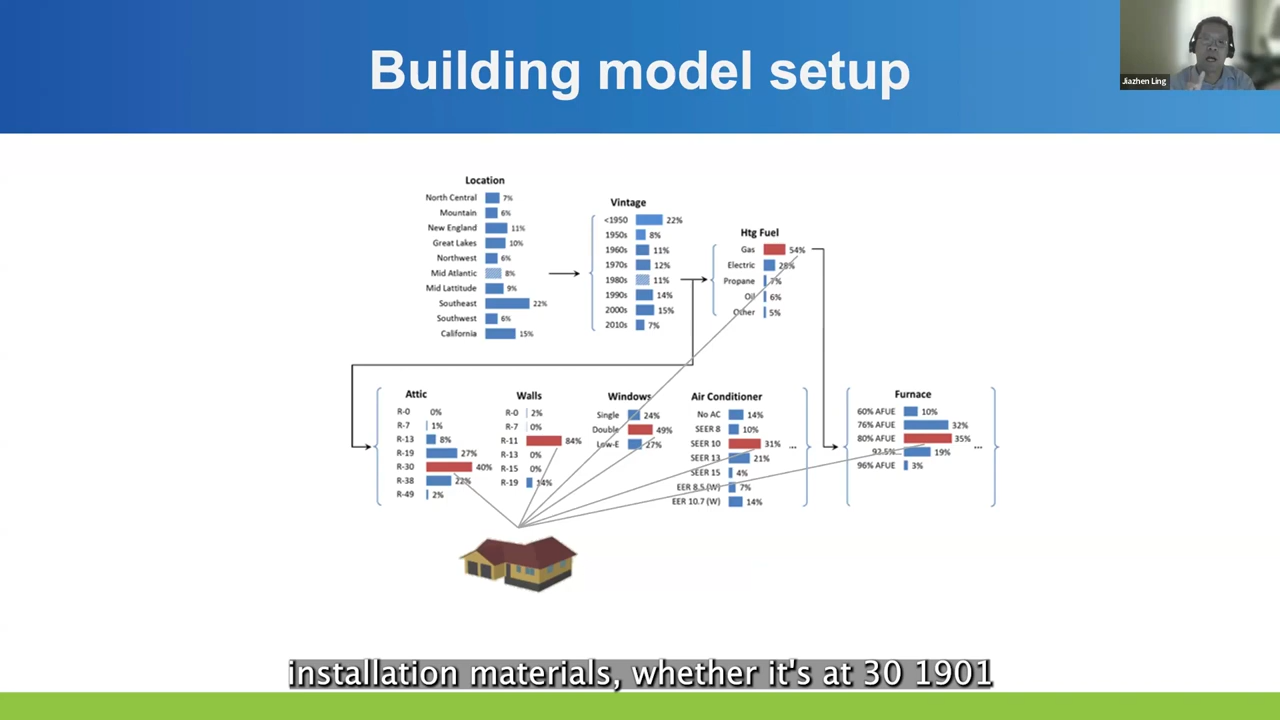 Building model setup
Jiazhen Ling
Location
North Central 7%
Mountain 6%
New England 11%
Great Lakes 10%
Northwest 6%
Mid Atlantic 8%
Mid Lattitude 9%
Southeast 22%
Southwest 6%
California 15%
Vintage
<1950 22%
1950s 8%
1960s 11%
1970s 12%
1980s 11%
1990s 14%
2000s 15%
2010s 7%
Htg Fuel
Gas 54%
Electric 28%
Propane 7%
Oil 6%
Other 5%
Attic
R-0 0%
R-7 1%
R-13 8%
R-19 27%
R-30 40%
R-38 22%
R-49 2%
Walls
R-0 2%
R-7 0%
R-11 84%
R-13 0%
R-15 0%
R-19 14%
Windows
Single 24%
Double 49%
Low-E 27%
Air Conditioner
No AC 14%
SEER 8 10%
SEER 10 31%
SEER 13 21%
SEER 15 4%
EER 8.5 (W) 7%
EER 10.7 (W) 14%
...
Furnace
60% AFUE 10%
76% AFUE 32%
80% AFUE 35%
92.5% 19%
96% AFUE 3%
...
installation materials, whether it's at 30 1901